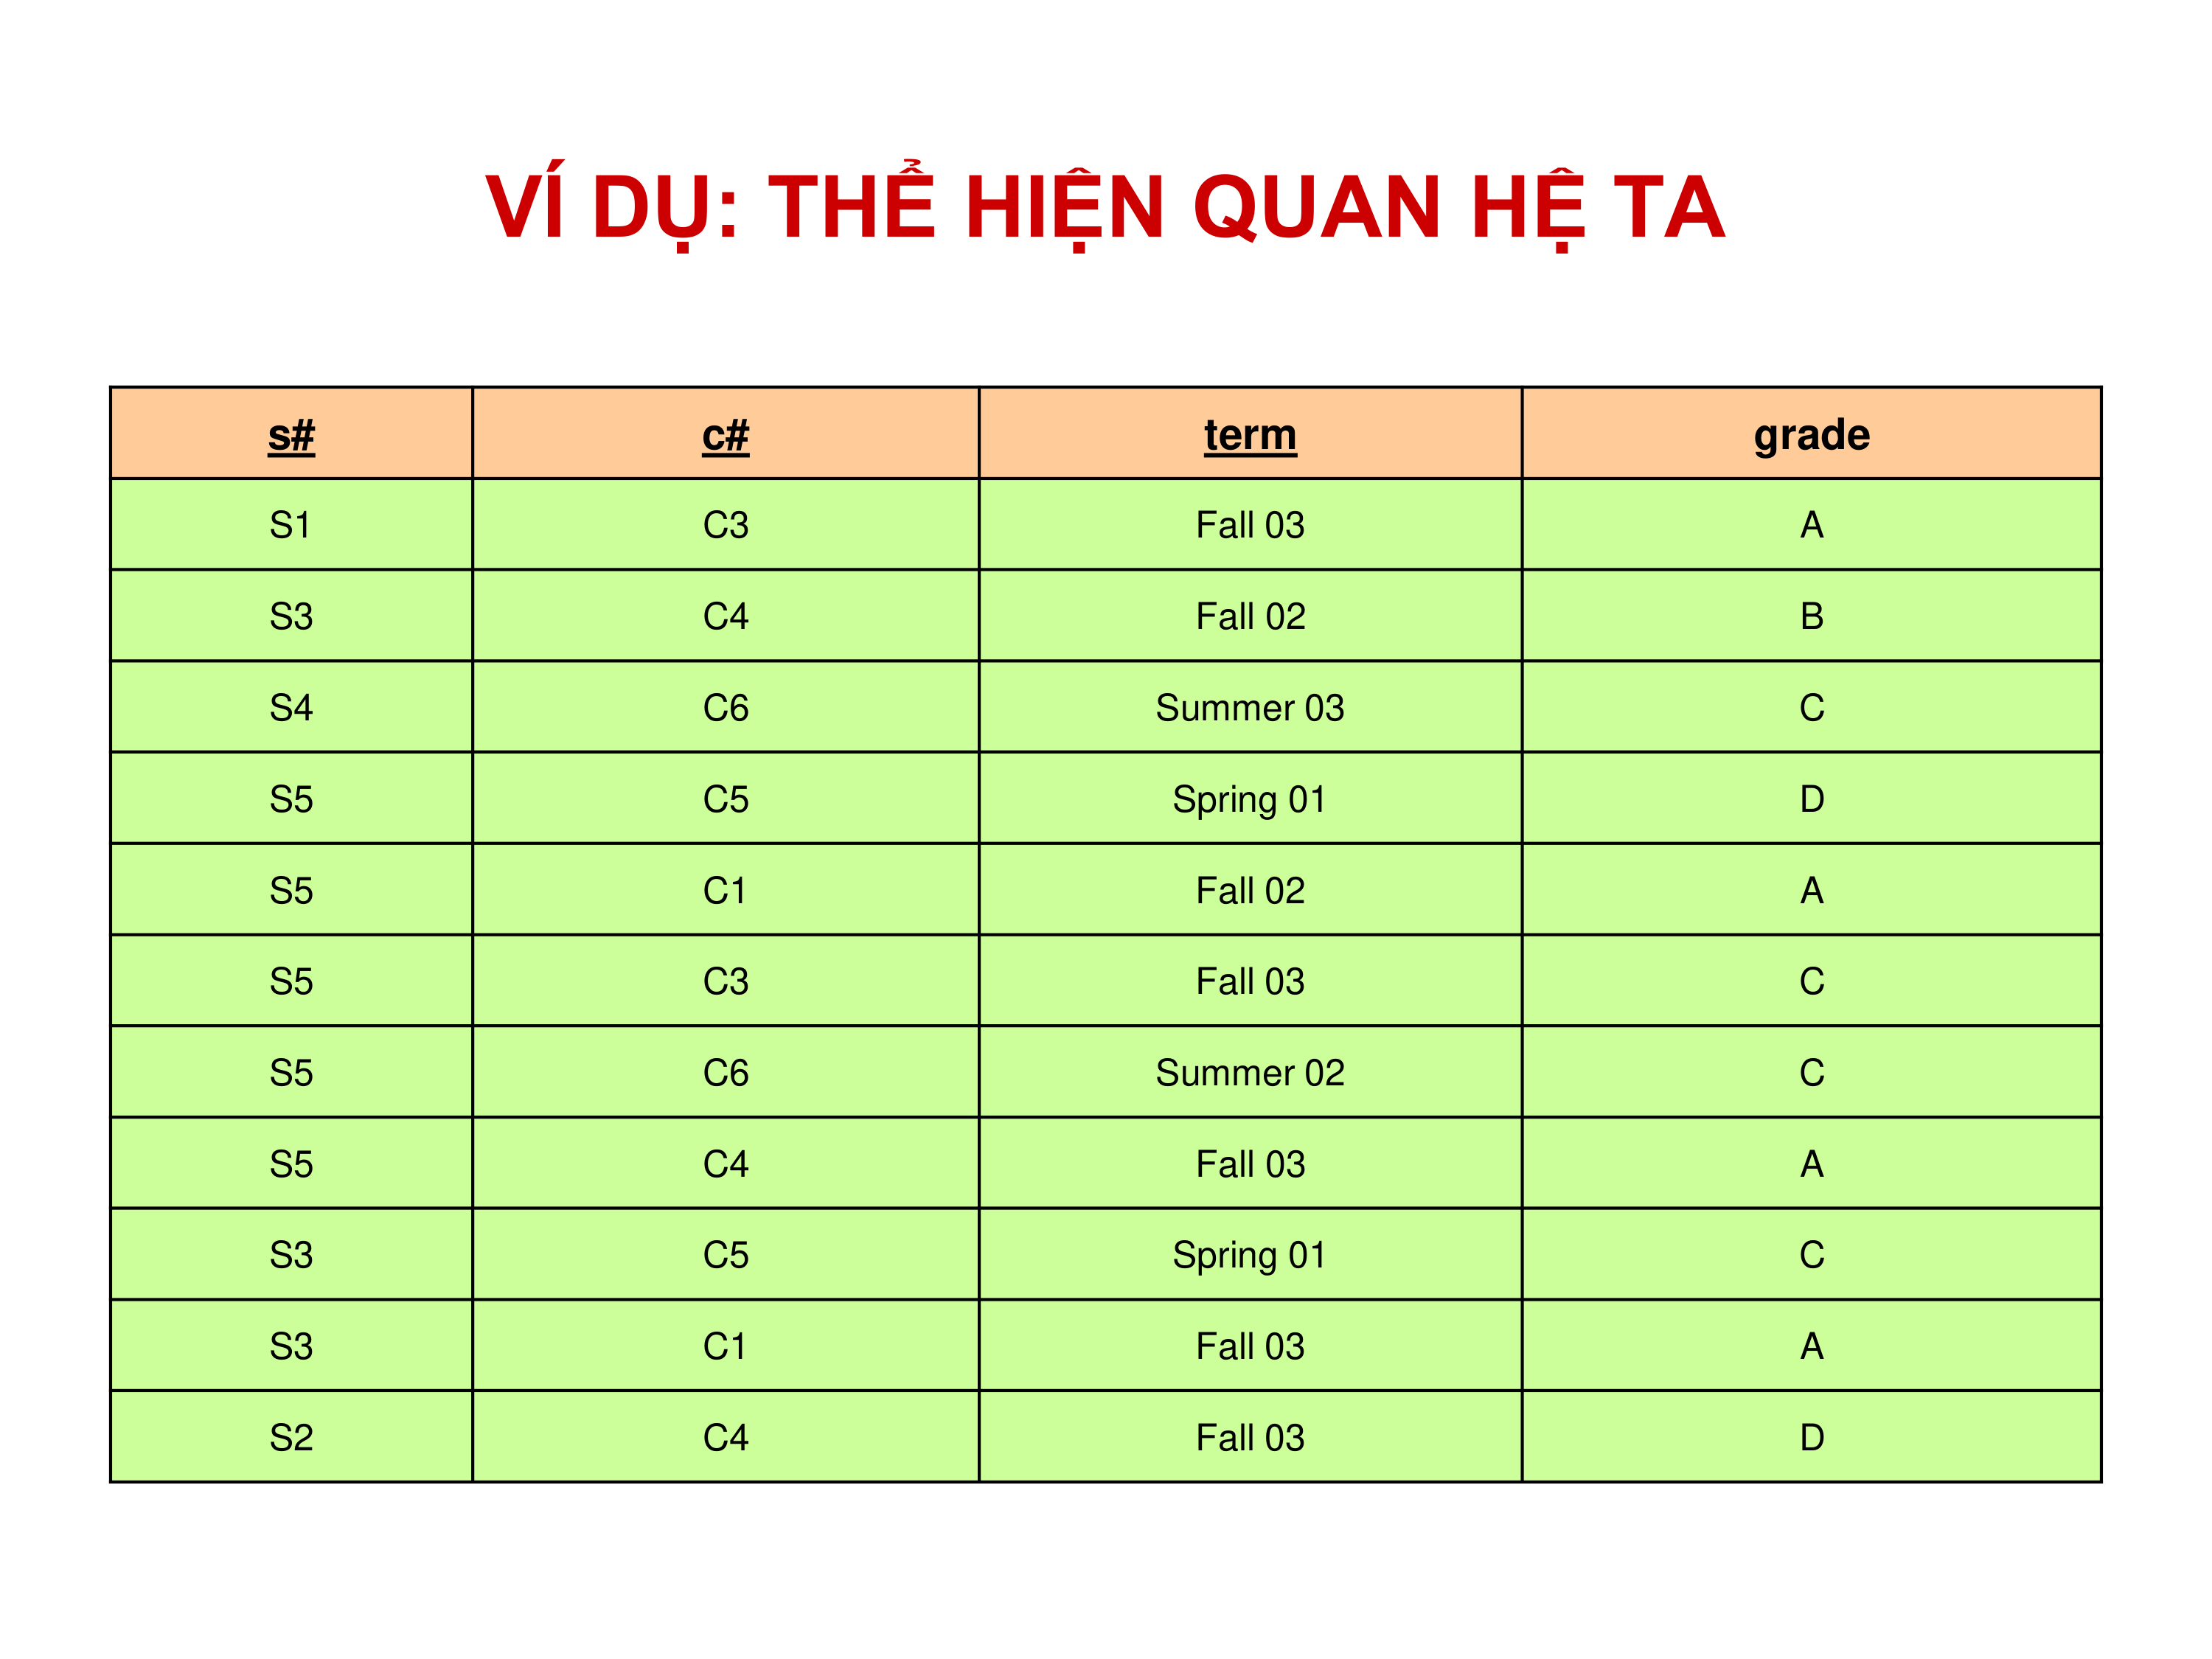 VÍ DỤ: THỂ HIỆN QUAN HỆ TA
s# c# term grade
S1 C3 Fall 03 A
S3 C4 Fall 02 B
S4 C6 Summer 03 C
S5 C5 Spring 01 D
S5 C1 Fall 02 A
S5 C3 Fall 03 C
S5 C6 Summer 02 C
S5 C4 Fall 03 A
S3 C5 Spring 01 C
S3 C1 Fall 03 A
S2 C4 Fall 03 D